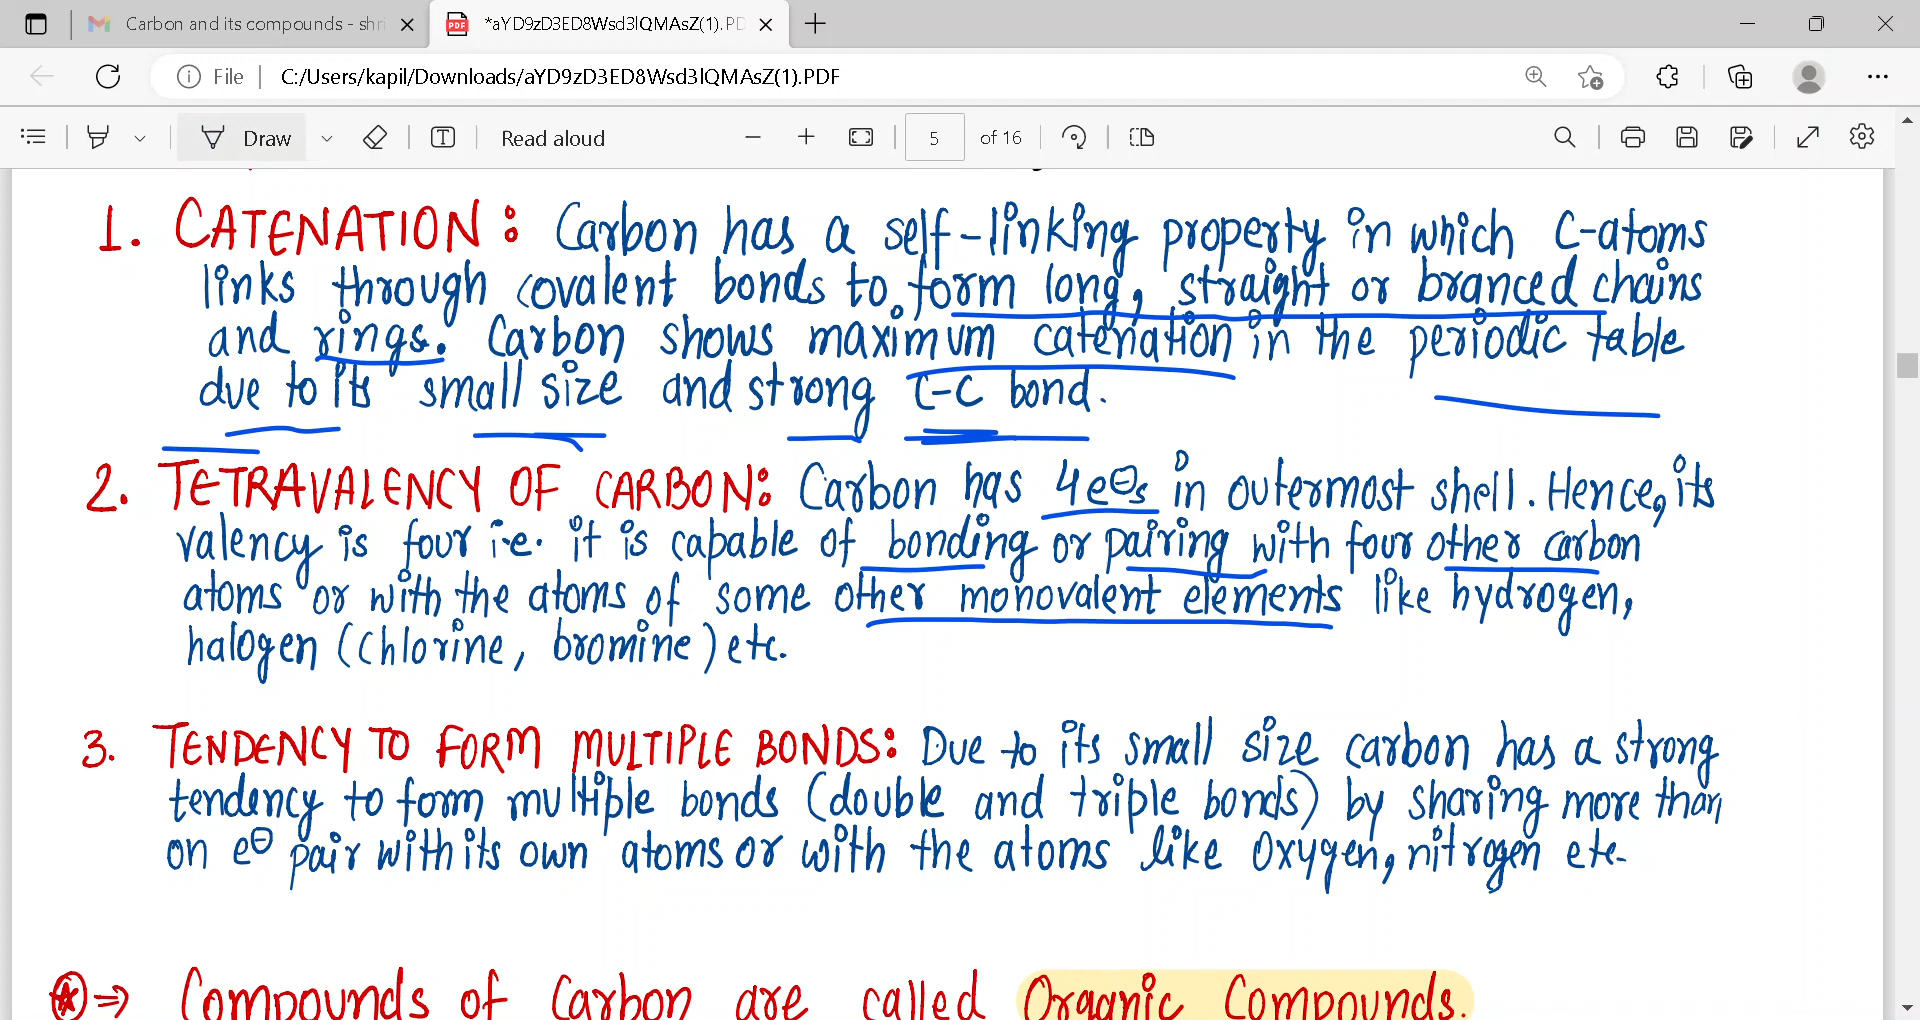 Carbon and its compounds - shri
*aYD9zD3ED8Wsd3lQMAsZ(1).PD
File
C:/Users/kapil/Downloads/aYD9zD3ED8Wsd3lQMAsZ(1).PDF
Draw
Read aloud
5 of 16
1. CATENATION: Carbon has a self-linking property in which C-atoms
links through covalent bonds to form long, straight or branced chains
and rings. Carbon shows maximum catenation in the periodic table
due to its small size and strong C-C bond.
2. TETRAVALENCY OF CARBON: Carbon has 4e⊖s in outermost shell. Hence, its
valency is four i.e. it is capable of bonding or pairing with four other carbon
atoms or with the atoms of some other monovalent elements like hydrogen,
halogen (chlorine, bromine) etc.
3. TENDENCY TO FORM MULTIPLE BONDS: Due to its small size carbon has a strong
tendency to form multiple bonds (double and triple bonds) by sharing more than
on e⊖ pair with its own atoms or with the atoms like Oxygen, nitrogen etc.
⇒ Compounds of Carbon are called Organic Compounds.